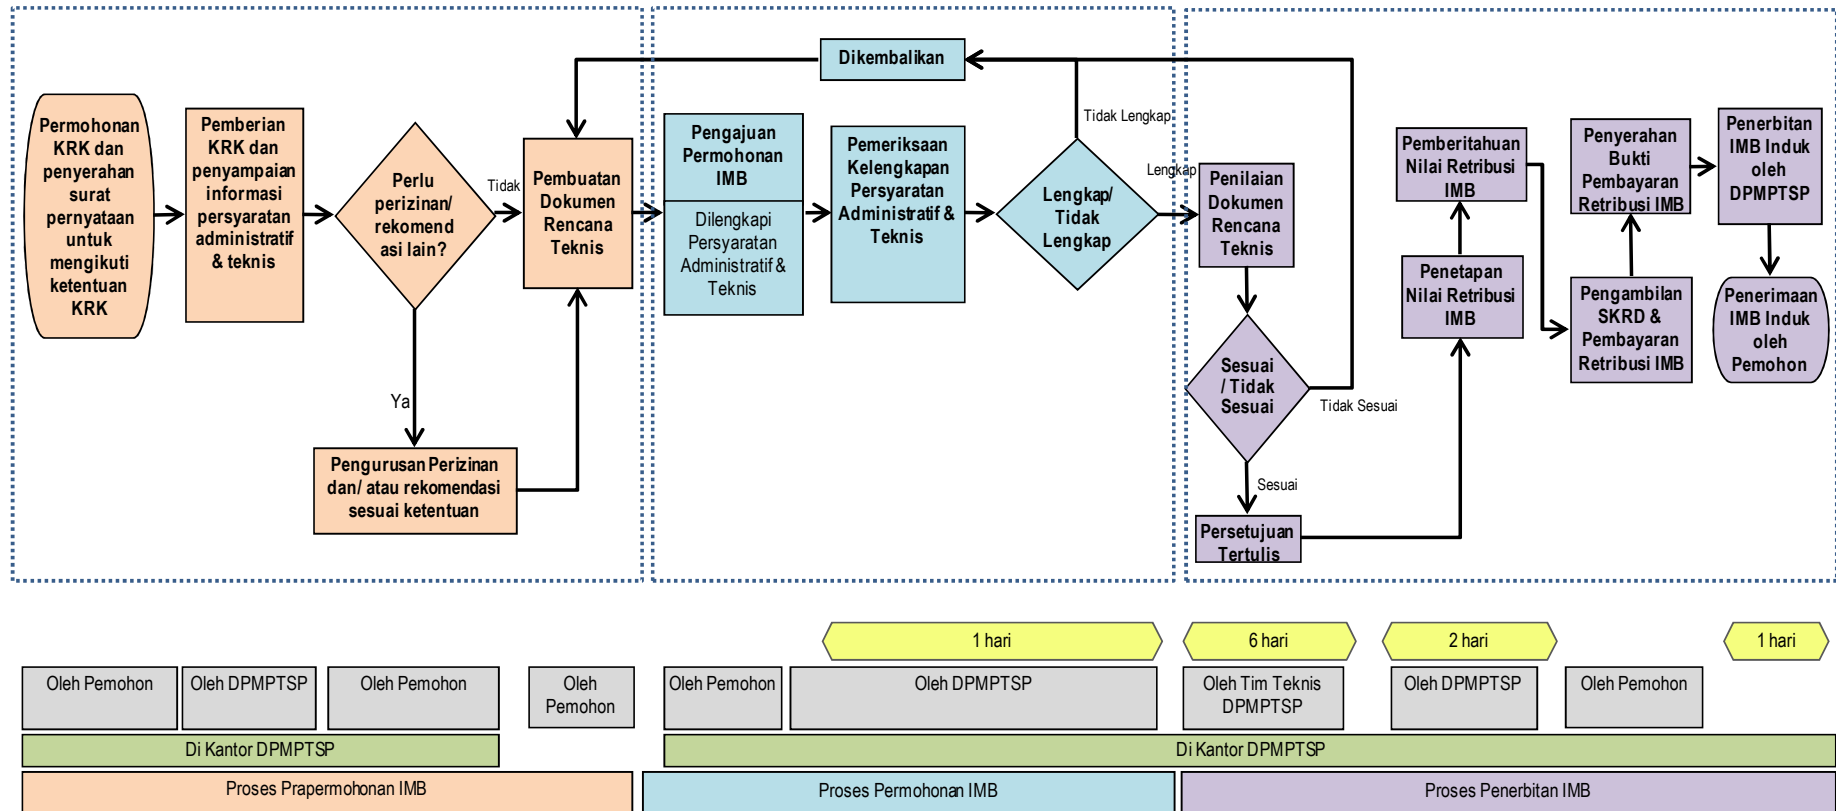 Permohonan
KRK dan
penyerahan
surat
pernyataan
untuk
mengikuti
ketentuan
KRK
Pemberian
KRK dan
penyampaian
informasi
persyaratan
administratif
& teknis
Perlu
perizinan/
rekomend
asi lain?
Tidak
Ya
Pengurusan Perizinan
dan/ atau rekomendasi
sesuai ketentuan
Pembuatan
Dokumen
Rencana
Teknis
Dikembalikan
Pengajuan
Permohonan
IMB
Dilengkapi
Persyaratan
Administratif &
Teknis
Pemeriksaan
Kelengkapan
Persyaratan
Administratif &
Teknis
Tidak Lengkap
Lengkap/
Tidak
Lengkap
Lengkap
Penilaian
Dokumen
Rencana
Teknis
Sesuai
/ Tidak
Sesuai
Tidak Sesuai
Sesuai
Persetujuan
Tertulis
Pemberitahuan
Nilai Retribusi
IMB
Penetapan
Nilai Retribusi
IMB
Penyerahan
Bukti
Pembayaran
Retribusi IMB
Pengambilan
SKRD &
Pembayaran
Retribusi IMB
Penerbitan
IMB Induk
oleh
DPMPTSP
Penerimaan
IMB Induk
oleh
Pemohon
1 hari
6 hari
2 hari
1 hari
Oleh Pemohon
Oleh DPMPTSP
Oleh Pemohon
Oleh
Pemohon
Oleh Pemohon
Oleh DPMPTSP
Oleh Tim Teknis
DPMPTSP
Oleh DPMPTSP
Oleh Pemohon
Di Kantor DPMPTSP
Di Kantor DPMPTSP
Proses Prapermohonan IMB
Proses Permohonan IMB
Proses Penerbitan IMB